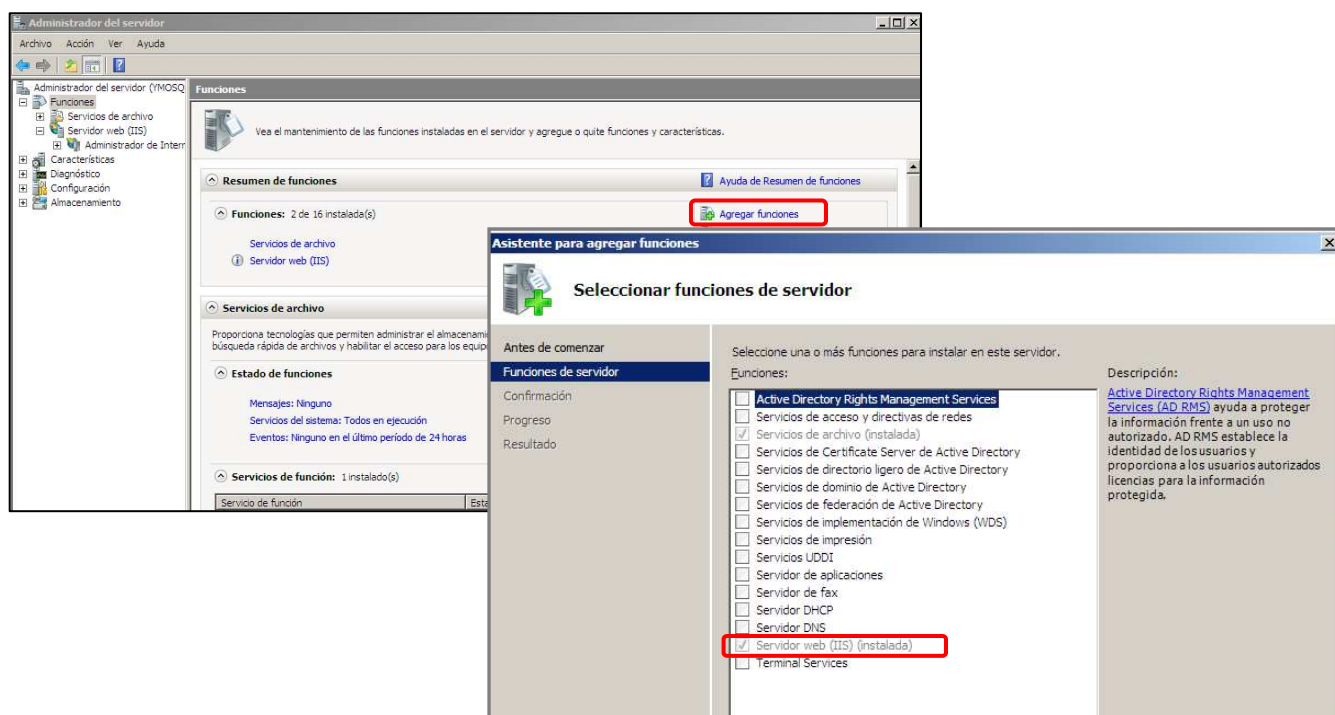 Administrador del servidor
Archivo Acción Ver Ayuda
Administrador del servidor (YMOSQ
Funciones
Servicios de archivo
Servidor web (IIS)
Administrador de Interr
Características
Diagnóstico
Configuración
Almacenamiento
Funciones
Vea el mantenimiento de las funciones instaladas en el servidor y agregue o quite funciones y características.
Resumen de funciones
Ayuda de Resumen de funciones
Funciones: 2 de 16 instalada(s)
Agregar funciones
Servicios de archivo
Servidor web (IIS)
Servicios de archivo
Proporciona tecnologías que permiten administrar el almacenami
búsqueda rápida de archivos y habilitar el acceso para los equip
Estado de funciones
Mensajes: Ninguno
Servicios del sistema: Todos en ejecución
Eventos: Ninguno en el último período de 24 horas
Servicios de función: 1 instalado(s)
Servicio de función Esta
Asistente para agregar funciones
Seleccionar funciones de servidor
Antes de comenzar
Funciones de servidor
Confirmación
Progreso
Resultado
Seleccione una o más funciones para instalar en este servidor.
Funciones:
Active Directory Rights Management Services
Servicios de acceso y directivas de redes
Servicios de archivo (instalada)
Servicios de Certificate Server de Active Directory
Servicios de directorio ligero de Active Directory
Servicios de dominio de Active Directory
Servicios de federación de Active Directory
Servicios de implementación de Windows (WDS)
Servicios de impresión
Servicios UDDI
Servidor de aplicaciones
Servidor de fax
Servidor DHCP
Servidor DNS
Servidor web (IIS) (instalada)
Terminal Services
Descripción:
Active Directory Rights Management
Services (AD RMS) ayuda a proteger
la información frente a un uso no
autorizado. AD RMS establece la
identidad de los usuarios y
proporciona a los usuarios autorizados
licencias para la información
protegida.